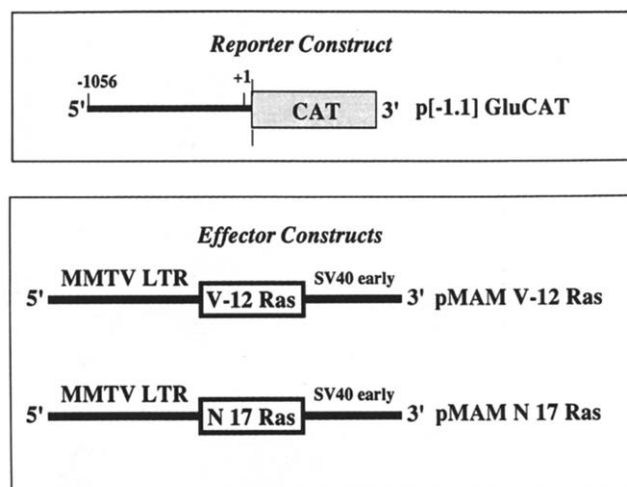 Reporter Construct
-1056 +1
5' CAT 3' p[-1.1] GluCAT
Effector Constructs
MMTV LTR SV40 early
5' V-12 Ras 3' pMAM V-12 Ras
MMTV LTR SV40 early
5' N 17 Ras 3' pMAM N 17 Ras